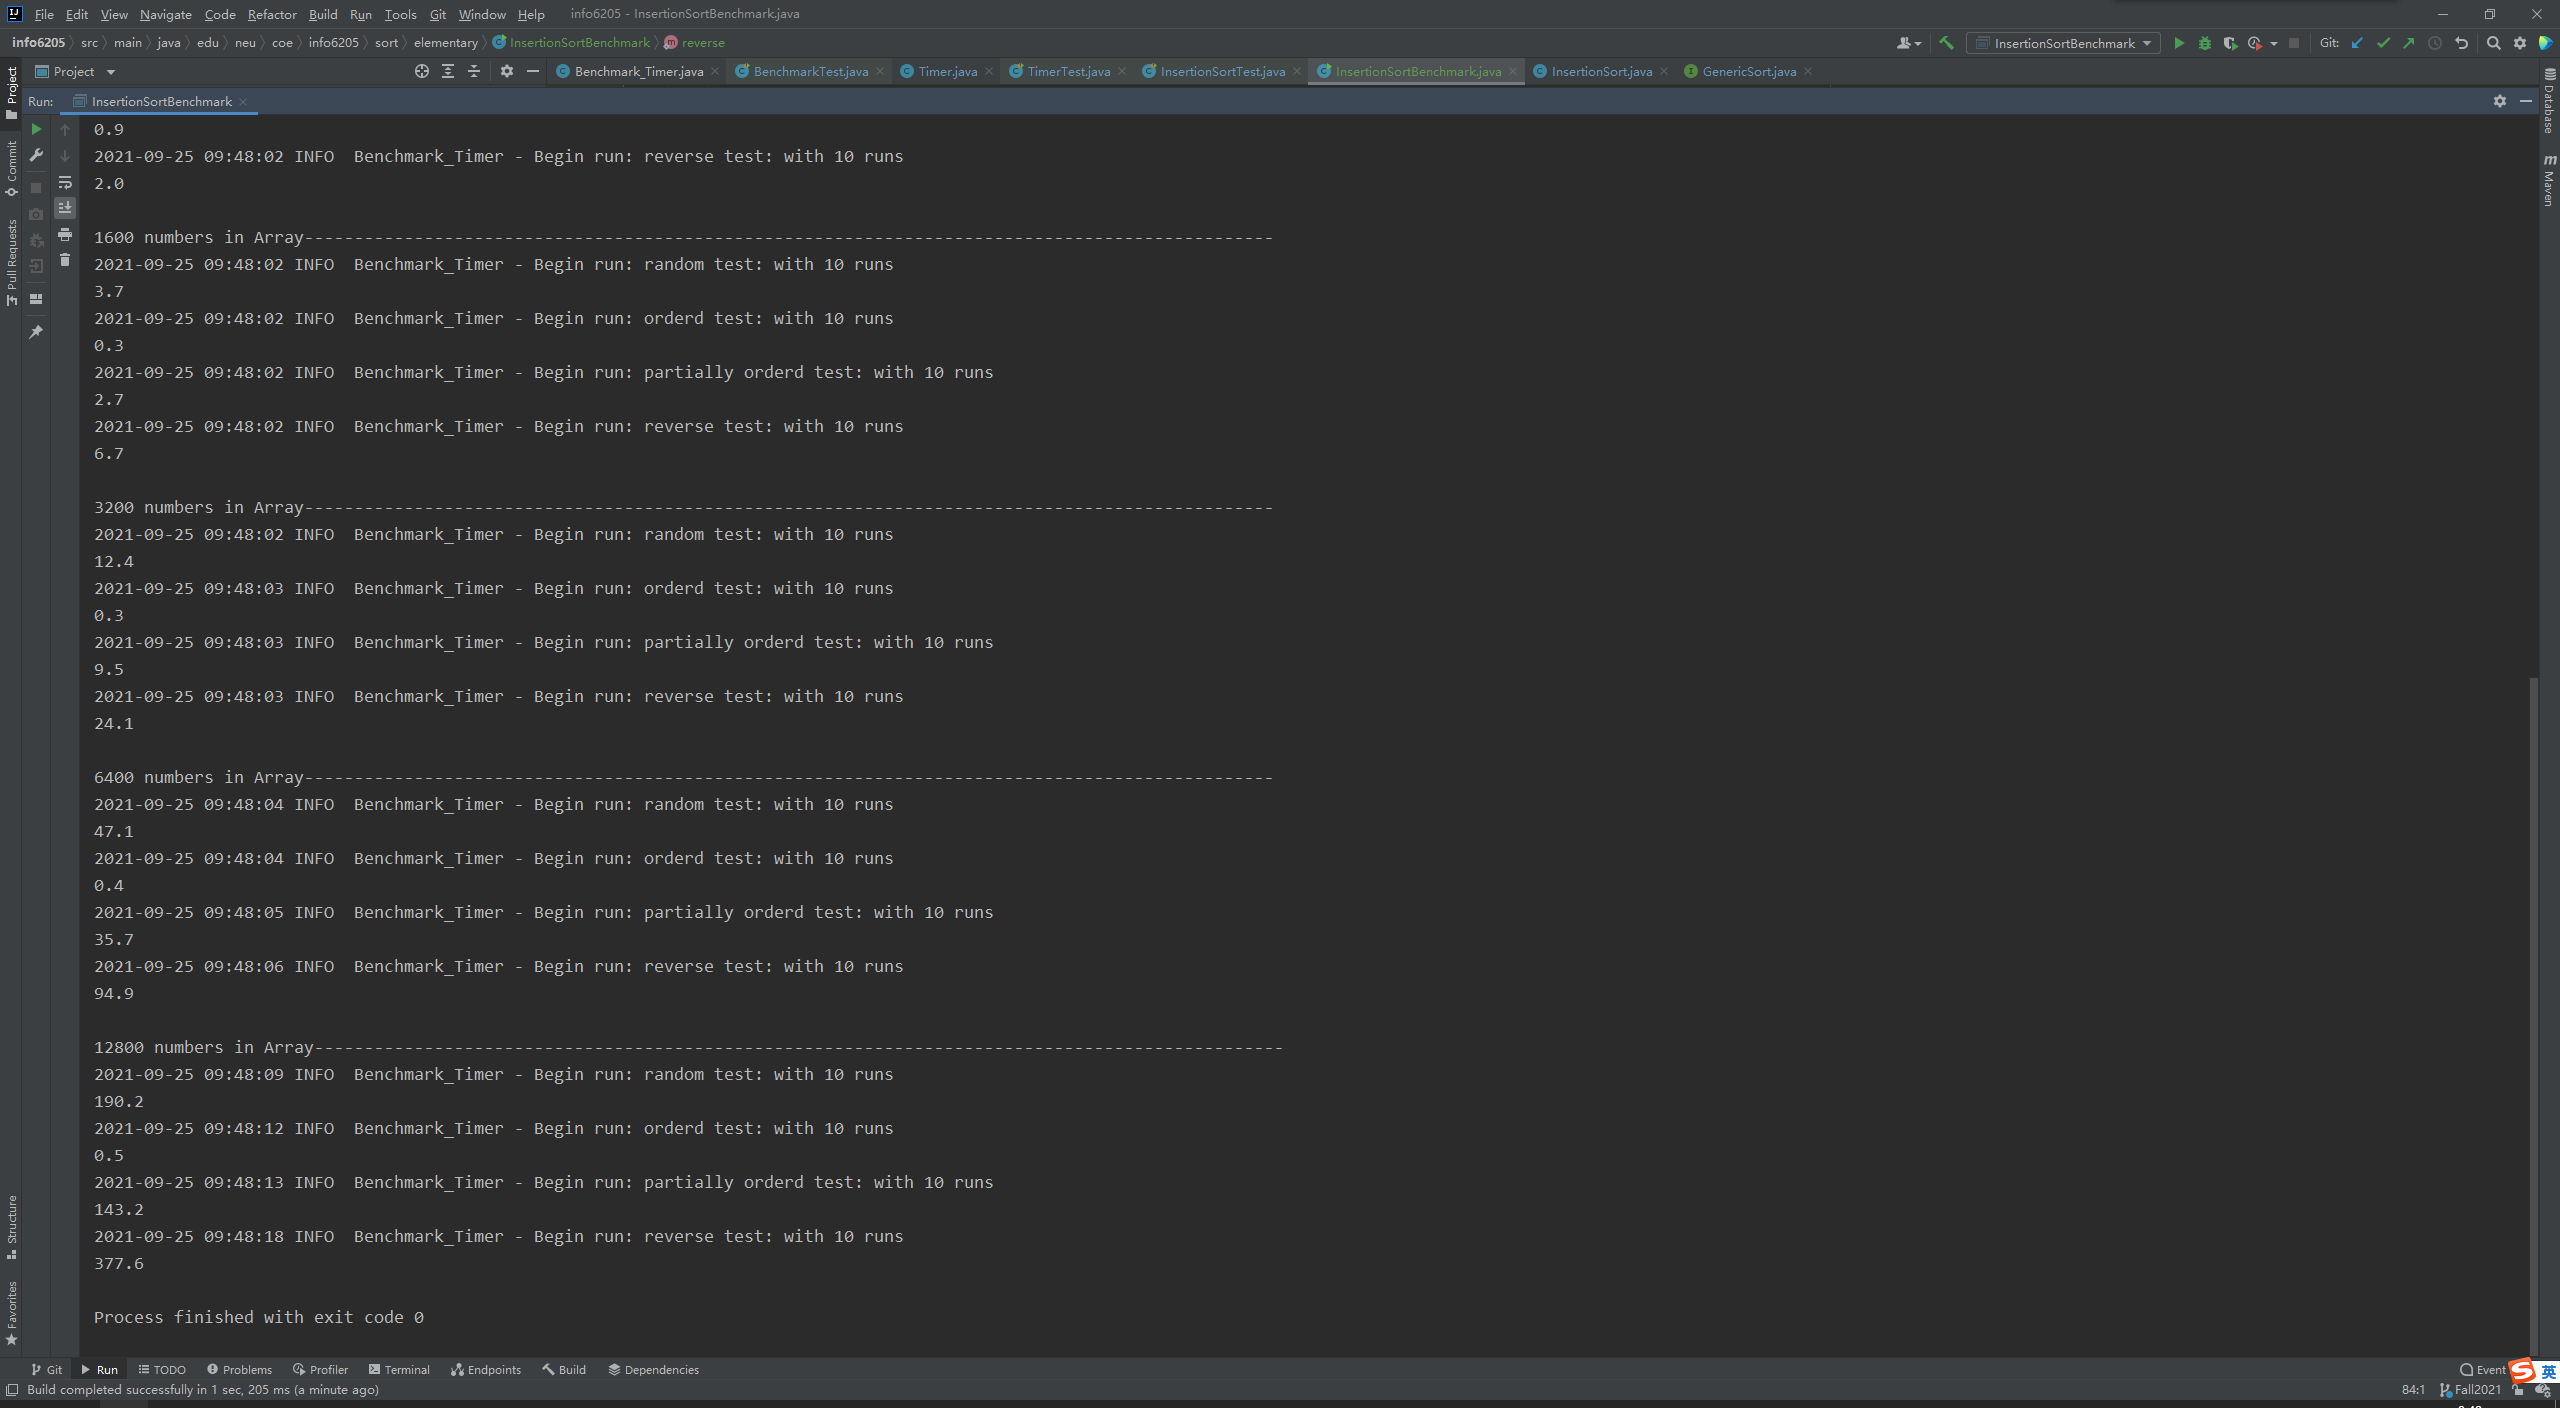 File Edit View Navigate Code Refactor Build Run Tools Git Window Help info6205 - InsertionSortBenchmark.java
info6205 src main java edu neu coe info6205 sort elementary InsertionSortBenchmark reverse InsertionSortBenchmark Git:
Project Benchmark_Timer.java BenchmarkTest.java Timer.java TimerTest.java InsertionSortTest.java InsertionSortBenchmark.java InsertionSort.java GenericSort.java
Run: InsertionSortBenchmark
Project
Commit
Pull Requests
Structure
Favorites
0.9
2021-09-25 09:48:02 INFO  Benchmark_Timer - Begin run: reverse test: with 10 runs
2.0
1600 numbers in Array-------------------------------------------------------------------------------------------------
2021-09-25 09:48:02 INFO  Benchmark_Timer - Begin run: random test: with 10 runs
3.7
2021-09-25 09:48:02 INFO  Benchmark_Timer - Begin run: orderd test: with 10 runs
0.3
2021-09-25 09:48:02 INFO  Benchmark_Timer - Begin run: partially orderd test: with 10 runs
2.7
2021-09-25 09:48:02 INFO  Benchmark_Timer - Begin run: reverse test: with 10 runs
6.7
3200 numbers in Array-------------------------------------------------------------------------------------------------
2021-09-25 09:48:02 INFO  Benchmark_Timer - Begin run: random test: with 10 runs
12.4
2021-09-25 09:48:03 INFO  Benchmark_Timer - Begin run: orderd test: with 10 runs
0.3
2021-09-25 09:48:03 INFO  Benchmark_Timer - Begin run: partially orderd test: with 10 runs
9.5
2021-09-25 09:48:03 INFO  Benchmark_Timer - Begin run: reverse test: with 10 runs
24.1
6400 numbers in Array-------------------------------------------------------------------------------------------------
2021-09-25 09:48:04 INFO  Benchmark_Timer - Begin run: random test: with 10 runs
47.1
2021-09-25 09:48:04 INFO  Benchmark_Timer - Begin run: orderd test: with 10 runs
0.4
2021-09-25 09:48:05 INFO  Benchmark_Timer - Begin run: partially orderd test: with 10 runs
35.7
2021-09-25 09:48:06 INFO  Benchmark_Timer - Begin run: reverse test: with 10 runs
94.9
12800 numbers in Array-------------------------------------------------------------------------------------------------
2021-09-25 09:48:09 INFO  Benchmark_Timer - Begin run: random test: with 10 runs
190.2
2021-09-25 09:48:12 INFO  Benchmark_Timer - Begin run: orderd test: with 10 runs
0.5
2021-09-25 09:48:13 INFO  Benchmark_Timer - Begin run: partially orderd test: with 10 runs
143.2
2021-09-25 09:48:18 INFO  Benchmark_Timer - Begin run: reverse test: with 10 runs
377.6
Process finished with exit code 0
Database
Maven
Git Run TODO Problems Profiler Terminal Endpoints Build Dependencies Event 英
Build completed successfully in 1 sec, 205 ms (a minute ago) 84:1 Fall2021